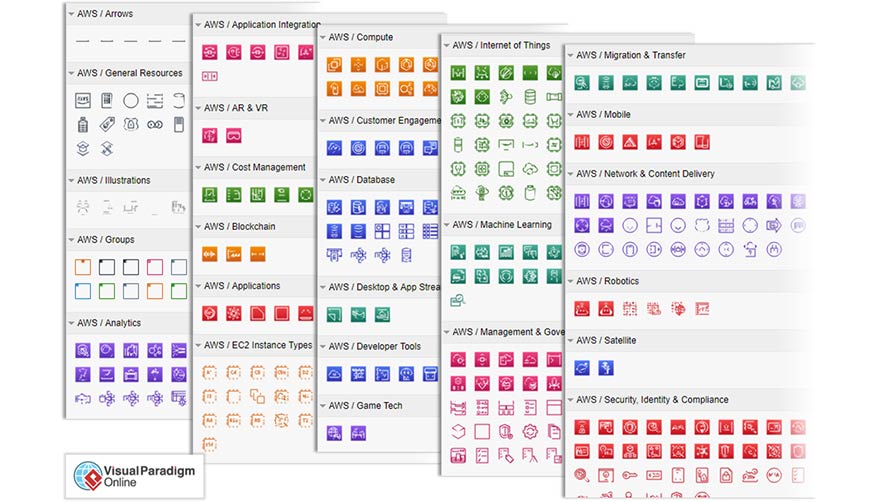 AWS / Arrows
AWS / General Resources
AWS / Illustrations
AWS / Groups
AWS / Analytics
AWS / Application Integration
AWS / AR & VR
AWS / Cost Management
AWS / Blockchain
AWS / Applications
AWS / EC2 Instance Types
AWS / Compute
AWS / Customer Engageme
AWS / Database
AWS / Desktop & App Strea
AWS / Developer Tools
AWS / Game Tech
AWS / Internet of Things
AWS / Machine Learning
AWS / Management & Gove
AWS / Migration & Transfer
AWS / Mobile
AWS / Network & Content Delivery
AWS / Robotics
AWS / Satellite
AWS / Security, Identity & Compliance
Visual Paradigm
Online